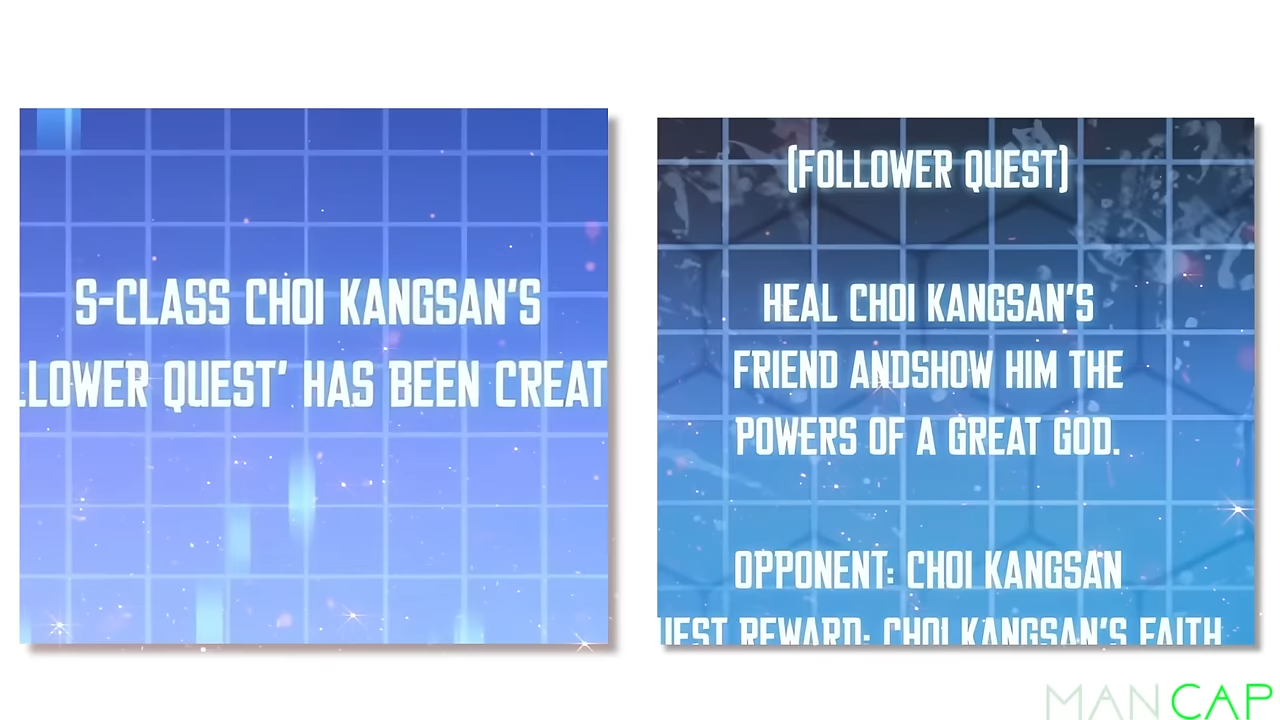 S-CLASS CHOI KANGSAN'S
LOWER QUEST' HAS BEEN CREAT
[FOLLOWER QUEST]
HEAL CHOI KANGSAN'S
FRIEND ANDSHOW HIM THE
POWERS OF A GREAT GOD.
OPPONENT: CHOI KANGSAN
UEST REWARD: CHOI KANGSAN'S FAITH
MANCAP